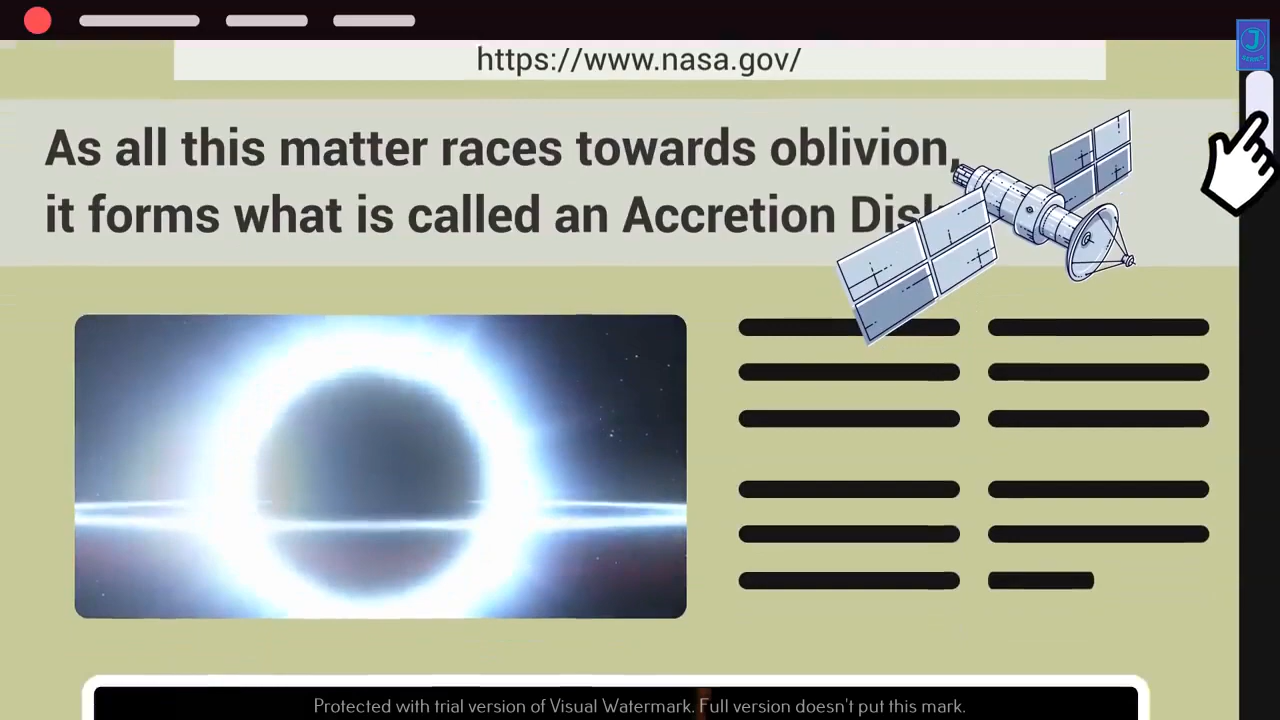 https://www.nasa.gov/
J
SERIES
As all this matter races towards oblivion,
it forms what is called an Accretion Disk
Protected with trial version of Visual Watermark. Full version doesn't put this mark.